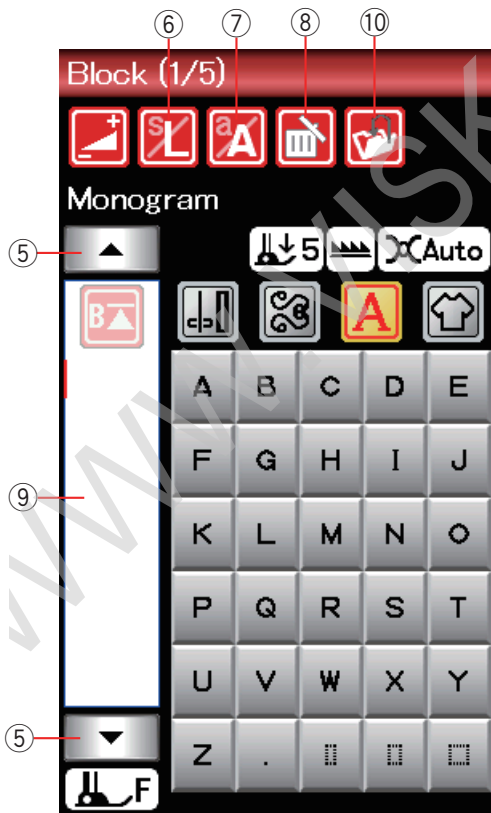 ⑥ ⑦ ⑧ ⑩
Block (1/5)
S L a A
Monogram
⑤ 5 Auto
B A
A B C D E
F G H I J
⑨
K L M N O
P Q R S T
U V W X Y
⑤
Z .
F